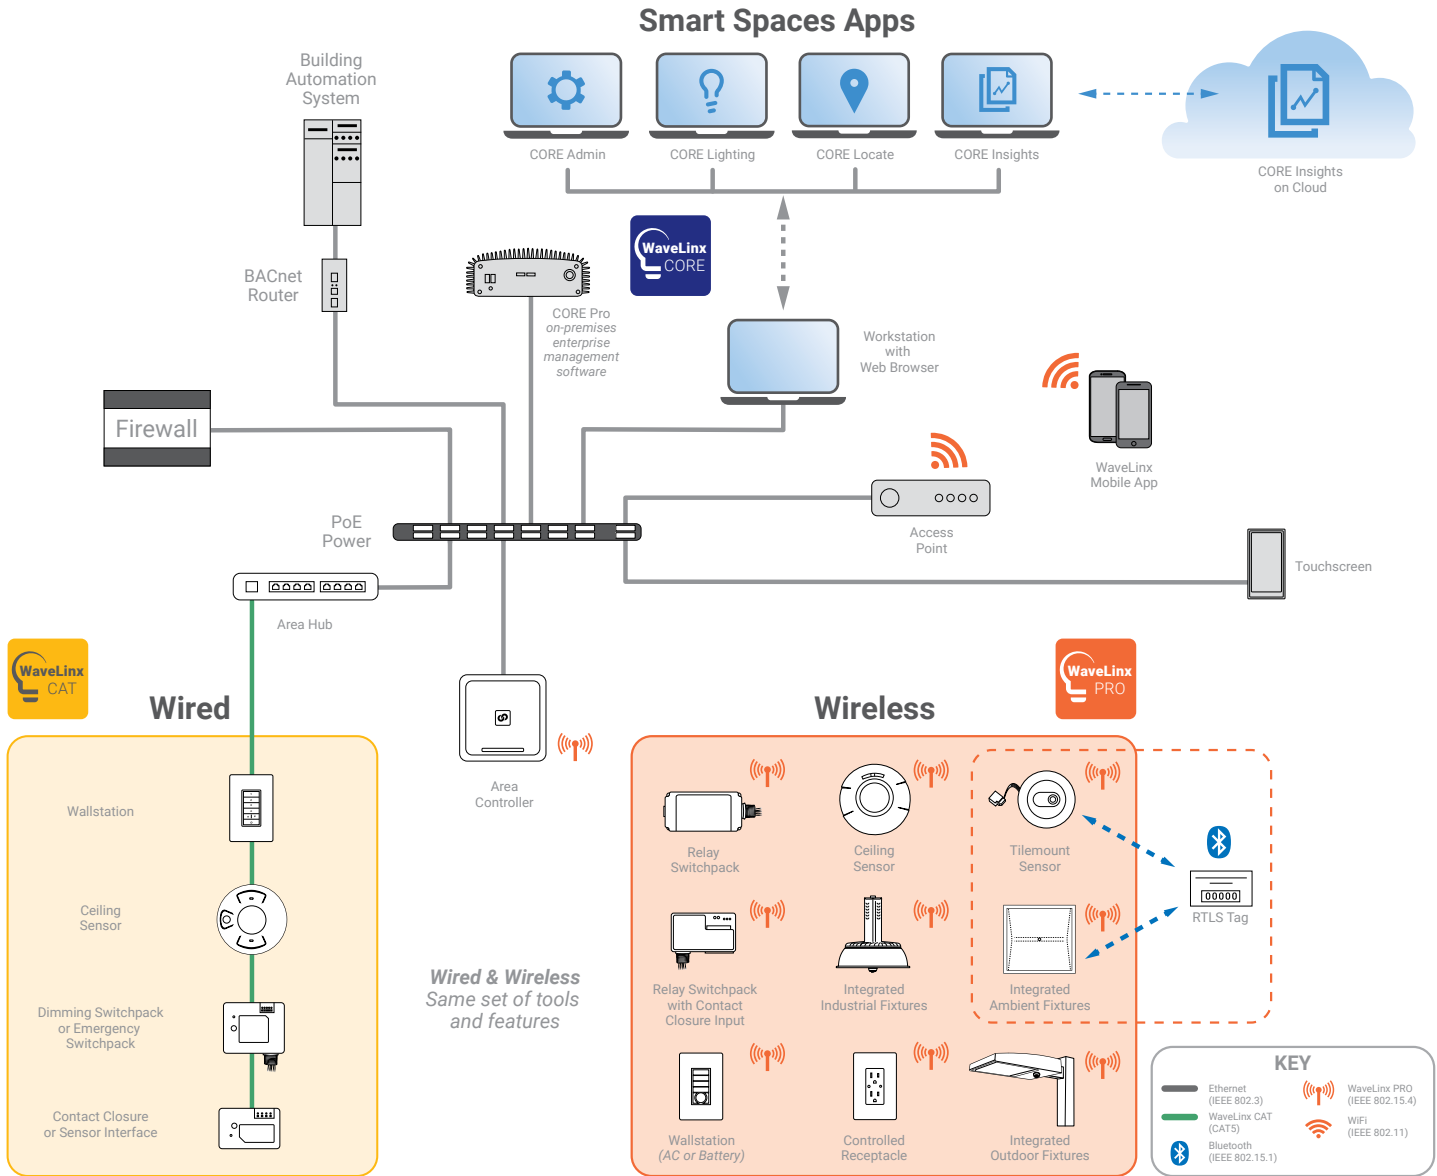 Smart Spaces Apps
Building
Automation
System
CORE Admin
CORE Lighting
CORE Locate
CORE Insights
CORE Insights
on Cloud
WaveLinx
CORE
BACnet
Router
CORE Pro
on-premises
enterprise
management
software
Workstation
with
Web Browser
Firewall
WaveLinx
Mobile App
PoE
Power
Access
Point
Touchscreen
Area Hub
WaveLinx
CAT
Wired
WaveLinx
PRO
Wireless
Area
Controller
Wallstation
Ceiling
Sensor
Dimming Switchpack
or Emergency
Switchpack
Contact Closure
or Sensor Interface
Wired & Wireless
Same set of tools
and features
Relay
Switchpack
Ceiling
Sensor
Tilemount
Sensor
00000
RTLS Tag
Relay Switchpack
with Contact
Closure Input
Integrated
Industrial Fixtures
Integrated
Ambient Fixtures
Wallstation
(AC or Battery)
Controlled
Receptacle
Integrated
Outdoor Fixtures
KEY
Ethernet
(IEEE 802.3)
WaveLinx CAT
(CAT5)
Bluetooth
(IEEE 802.15.1)
WaveLinx PRO
(IEEE 802.15.4)
WiFi
(IEEE 802.11)